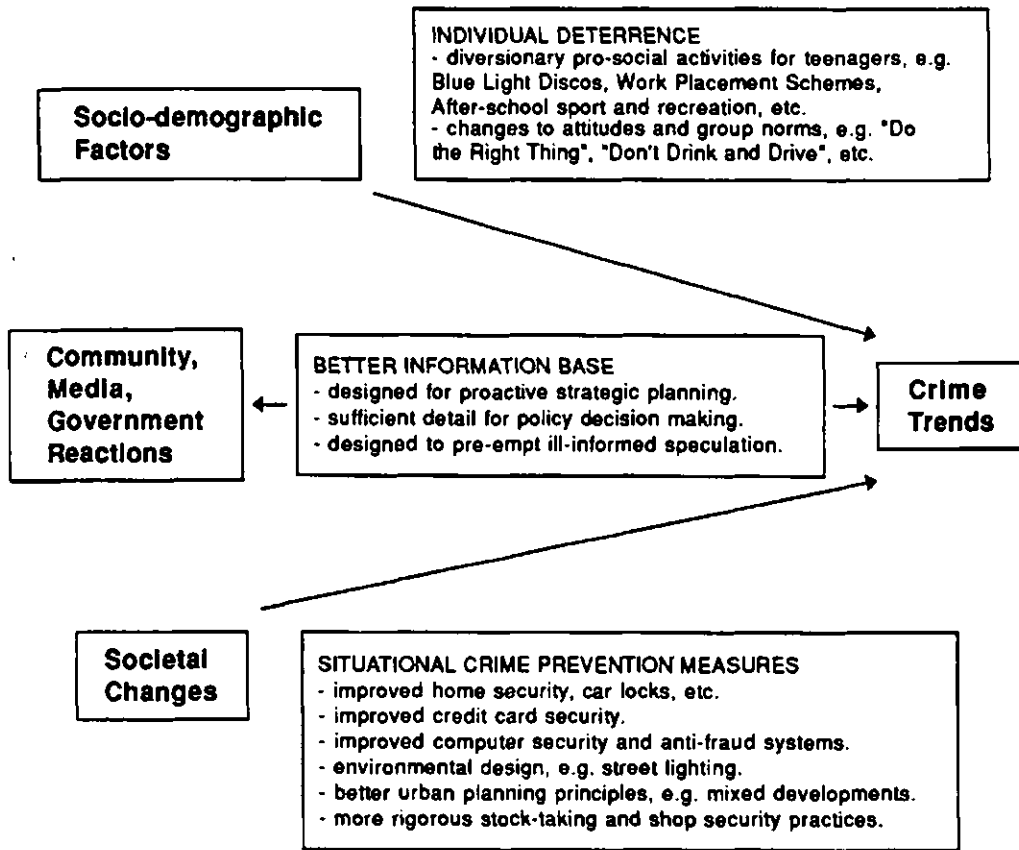 INDIVIDUAL DETERRENCE
- diversionary pro-social activities for teenagers, e.g.
Blue Light Discos, Work Placement Schemes,
After-school sport and recreation, etc.
- changes to attitudes and group norms, e.g. "Do
the Right Thing", "Don't Drink and Drive", etc.
Socio-demographic
Factors
Community,
Media,
Government
Reactions
BETTER INFORMATION BASE
- designed for proactive strategic planning.
- sufficient detail for policy decision making.
- designed to pre-empt ill-informed speculation.
Crime
Trends
Societal
Changes
SITUATIONAL CRIME PREVENTION MEASURES
- improved home security, car locks, etc.
- improved credit card security.
- improved computer security and anti-fraud systems.
- environmental design, e.g. street lighting.
- better urban planning principles, e.g. mixed developments.
- more rigorous stock-taking and shop security practices.